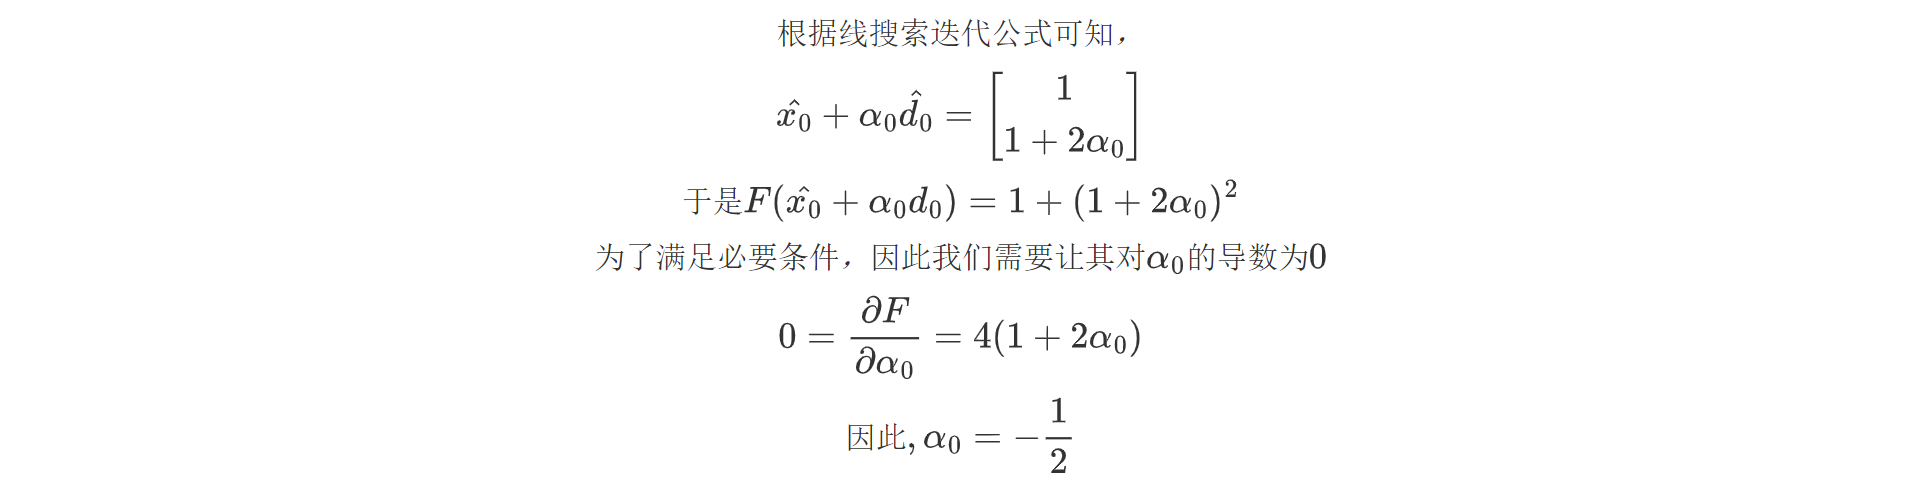 根据线搜索迭代公式可知，
$\hat{x_0} + \alpha_0 \hat{d_0} = \begin{bmatrix} 1 \\ 1 + 2\alpha_0 \end{bmatrix}$
于是$F(\hat{x_0} + \alpha_0 d_0) = 1 + (1 + 2\alpha_0)^2$
为了满足必要条件，因此我们需要让其对$\alpha_0$的导数为0
$0 = \frac{\partial F}{\partial \alpha_0} = 4(1 + 2\alpha_0)$
因此, $\alpha_0 = -\frac{1}{2}$